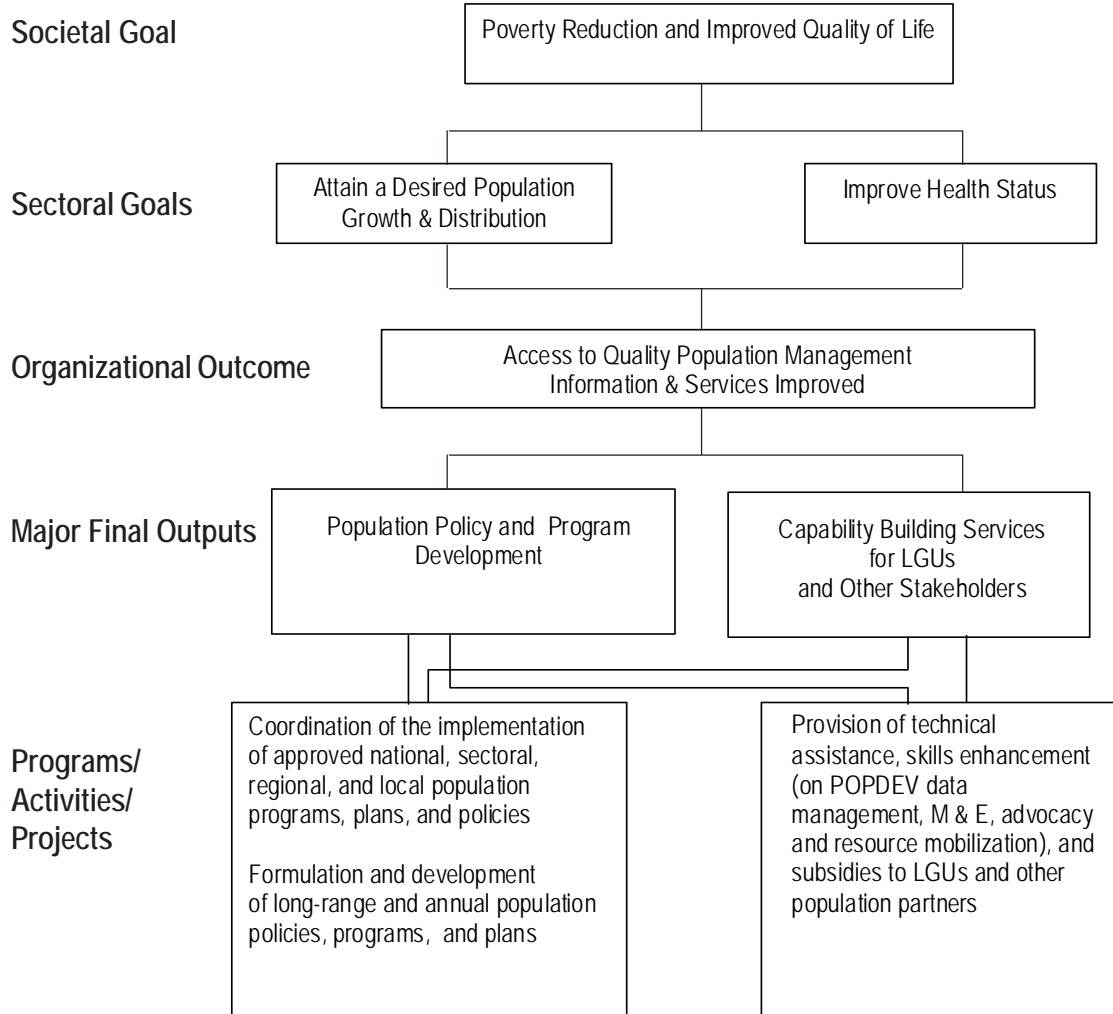 Societal Goal
Poverty Reduction and Improved Quality of Life
Sectoral Goals
Attain a Desired Population
Growth & Distribution
Improve Health Status
Organizational Outcome
Access to Quality Population Management
Information & Services Improved
Major Final Outputs
Population Policy and Program
Development
Capability Building Services
for LGUs
and Other Stakeholders
Programs/
Activities/
Projects
Coordination of the implementation
of approved national, sectoral,
regional, and local population
programs, plans, and policies
Formulation and development
of long-range and annual population
policies, programs, and plans
Provision of technical
assistance, skills enhancement
(on POPDEV data
management, M & E, advocacy
and resource mobilization), and
subsidies to LGUs and other
population partners